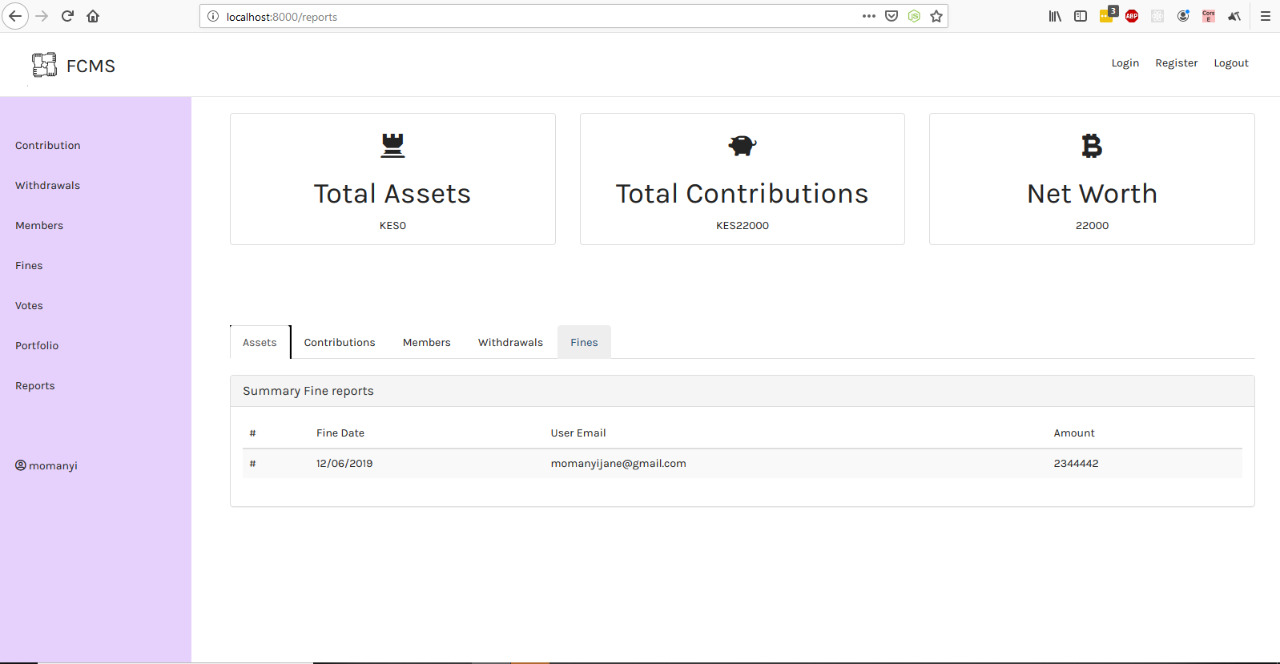 localhost:8000/reports
3
ABP
FCMS
Login Register Logout
Contribution
Withdrawals
Members
Fines
Votes
Portfolio
Reports
momanyi
Total Assets
KES0
Total Contributions
KES22000
Net Worth
22000
Assets Contributions Members Withdrawals Fines
Summary Fine reports
# Fine Date User Email Amount
# 12/06/2019 momanyijane@gmail.com 2344442